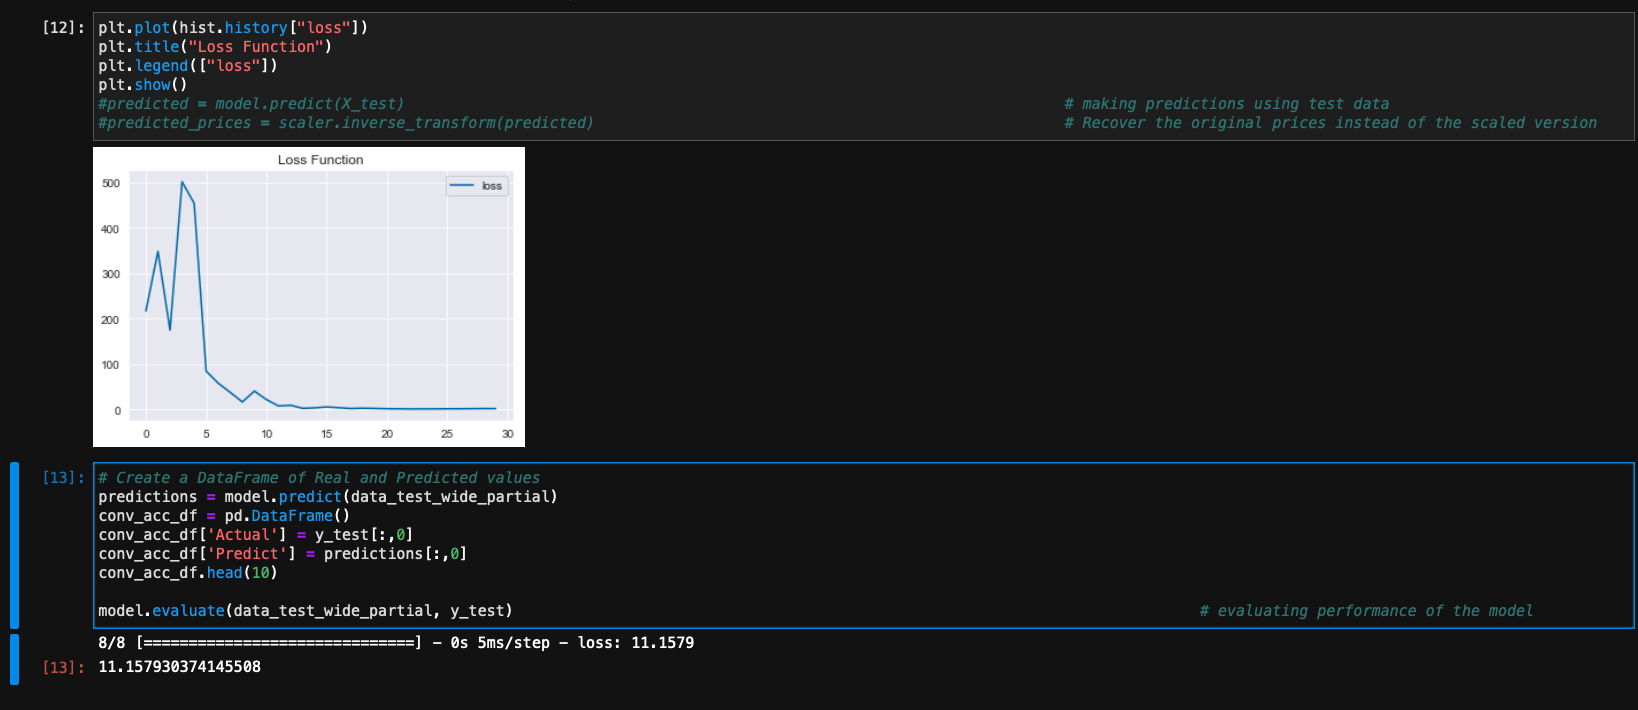 [12]: plt.plot(hist.history["loss"])
plt.title("Loss Function")
plt.legend(["loss"])
plt.show()
#predicted = model.predict(X_test) # making predictions using test data
#predicted_prices = scaler.inverse_transform(predicted) # Recover the original prices instead of the scaled version
Loss Function
loss
500
400
300
200
100
0
0 5 10 15 20 25 30
[13]: # Create a DataFrame of Real and Predicted values
predictions = model.predict(data_test_wide_partial)
conv_acc_df = pd.DataFrame()
conv_acc_df['Actual'] = y_test[:,0]
conv_acc_df['Predict'] = predictions[:,0]
conv_acc_df.head(10)
model.evaluate(data_test_wide_partial, y_test) # evaluating performance of the model
8/8 [==============================] - 0s 5ms/step - loss: 11.1579
[13]: 11.157930374145508